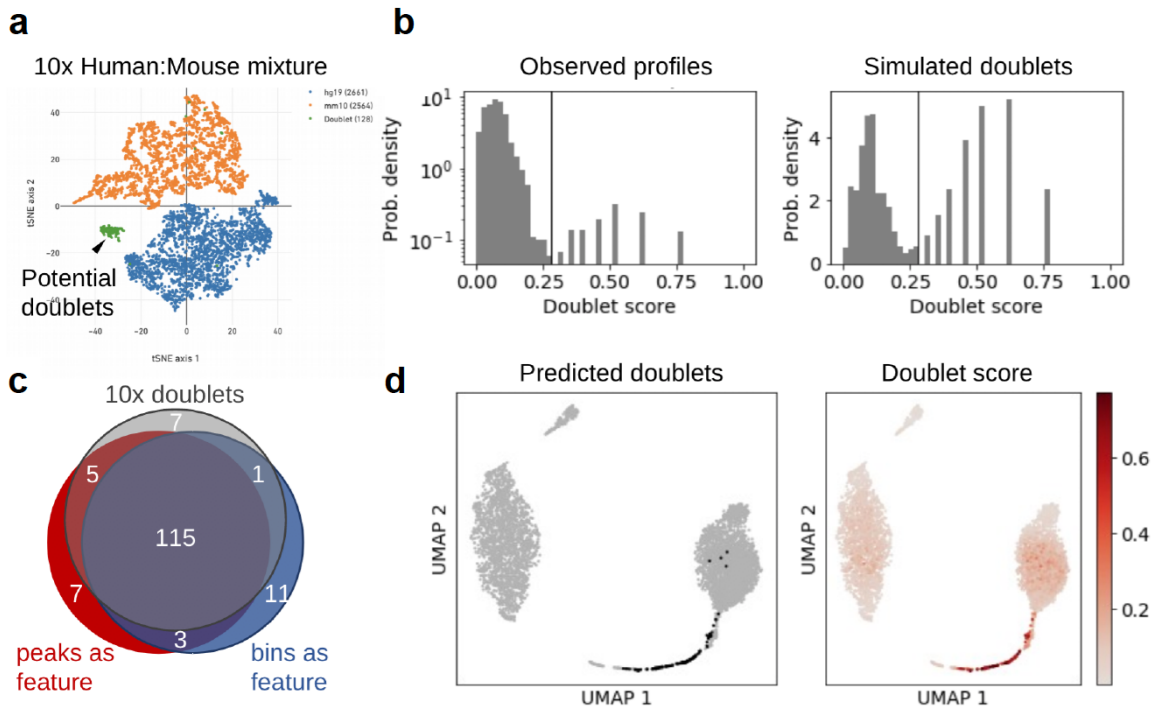 a
10x Human:Mouse mixture
hg19 (2661)
mm10 (2564)
Doublet (128)
40
20
0
−20
−40
tSNE axis 2
Potential
doublets
−40
−20
0
20
40
tSNE axis 1
b
Observed profiles
10¹
10⁰
10⁻¹
Prob. density
0.00
0.25
0.50
0.75
1.00
Doublet score
Simulated doublets
4
2
0
Prob. density
0.00
0.25
0.50
0.75
1.00
Doublet score
c
10x doublets
7
5
1
115
7
11
3
peaks as
feature
bins as
feature
d
Predicted doublets
UMAP 2
UMAP 1
Doublet score
UMAP 2
UMAP 1
0.6
0.4
0.2